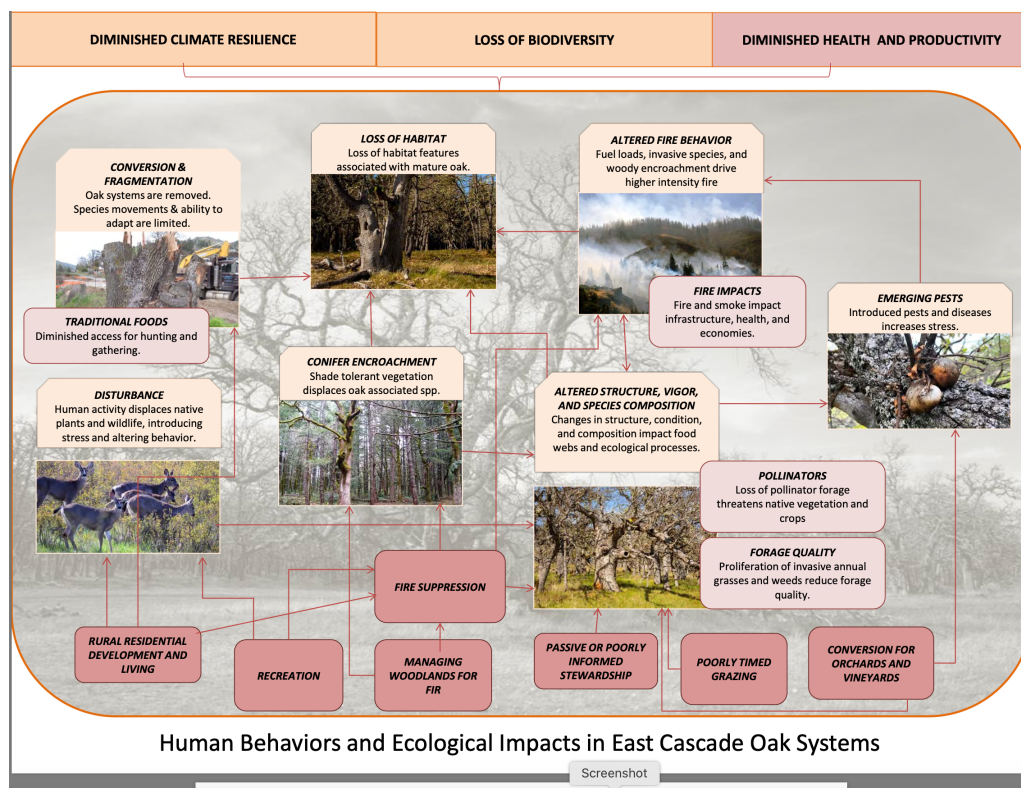 DIMINISHED CLIMATE RESILIENCE
LOSS OF BIODIVERSITY
DIMINISHED HEALTH AND PRODUCTIVITY
LOSS OF HABITAT
Loss of habitat features
associated with mature oak.
ALTERED FIRE BEHAVIOR
Fuel loads, invasive species, and
woody encroachment drive
higher intensity fire
CONVERSION &
FRAGMENTATION
Oak systems are removed.
Species movements & ability to
adapt are limited.
FIRE IMPACTS
Fire and smoke impact
infrastructure, health, and
economies.
EMERGING PESTS
Introduced pests and diseases
increases stress.
TRADITIONAL FOODS
Diminished access for hunting and
gathering.
CONIFER ENCROACHMENT
Shade tolerant vegetation
displaces oak associated spp.
DISTURBANCE
Human activity displaces native
plants and wildlife, introducing
stress and altering behavior.
ALTERED STRUCTURE, VIGOR,
AND SPECIES COMPOSITION
Changes in structure, condition,
and composition impact food
webs and ecological processes.
POLLINATORS
Loss of pollinator forage
threatens native vegetation and
crops
FORAGE QUALITY
Proliferation of invasive annual
grasses and weeds reduce forage
quality.
FIRE SUPPRESSION
RURAL RESIDENTIAL
DEVELOPMENT AND
LIVING
RECREATION
MANAGING
WOODLANDS FOR
FIR
PASSIVE OR POORLY
INFORMED
STEWARDSHIP
POORLY TIMED
GRAZING
CONVERSION FOR
ORCHARDS AND
VINEYARDS
Human Behaviors and Ecological Impacts in East Cascade Oak Systems
Screenshot